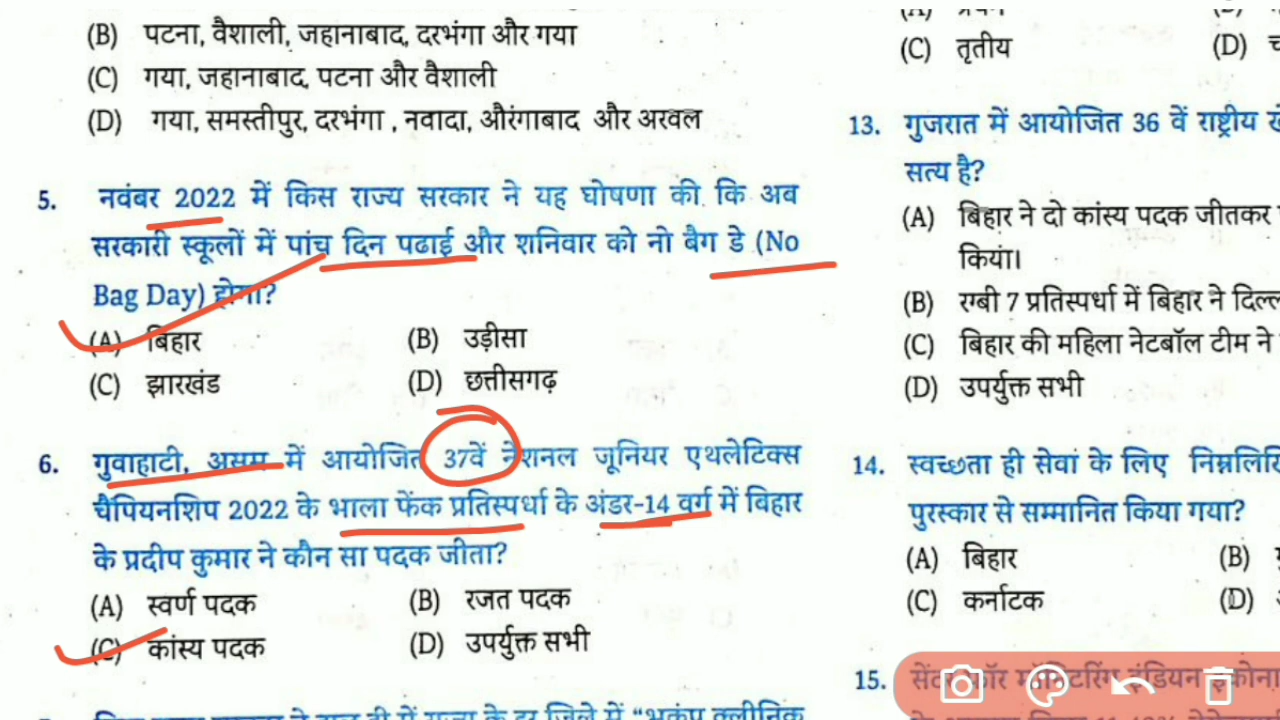 (B) पटना, वैशाली, जहानाबाद, दरभंगा और गया
(C) गया, जहानाबाद, पटना और वैशाली
(D) गया, समस्तीपुर, दरभंगा , नवादा, औरंगाबाद और अरवल
5. नवंबर 2022 में किस राज्य सरकार ने यह घोषणा की कि अब
सरकारी स्कूलों में पांच दिन पढाई और शनिवार को नो बैग डे (No
Bag Day) होगा?
(A) बिहार (B) उड़ीसा
(C) झारखंड (D) छत्तीसगढ़
6. गुवाहाटी, असम में आयोजित 37वें नेशनल जूनियर एथलेटिक्स
चैपियनशिप 2022 के भाला फेंक प्रतिस्पर्धा के अंडर-14 वर्ग में बिहार
के प्रदीप कुमार ने कौन सा पदक जीता?
(A) स्वर्ण पदक (B) रजत पदक
(C) कांस्य पदक (D) उपर्युक्त सभी
(C) तृतीय (D)
13. गुजरात में आयोजित 36 वें राष्ट्रीय
सत्य है?
(A) बिहार ने दो कांस्य पदक जीतकर
किया।
(B) रग्बी 7 प्रतिस्पर्धा में बिहार ने
(C) बिहार की महिला नेटबॉल टीम ने
(D) उपर्युक्त सभी
14. स्वच्छता ही सेवा के लिए
पुरस्कार से सम्मानित किया गया?
(A) बिहार (B)
(C) कर्नाटक (D)
15. सेंटर फॉर मॉनिटरिंग इंडियन